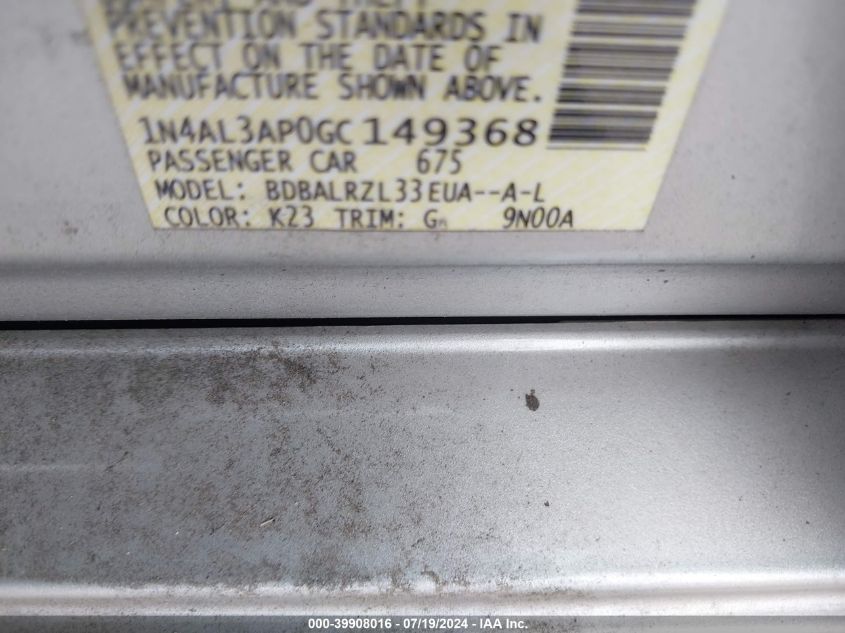 PREVENTION STANDARDS IN
EFFECT ON THE DATE OF
MANUFACTURE SHOWN ABOVE.
1N4AL3AP0GC149368
PASSENGER CAR 675
MODEL: BDBALRZL33EUA--A-L
COLOR: K23 TRIM: G 9N00A
000-39908016 - 07/19/2024 - IAA Inc.